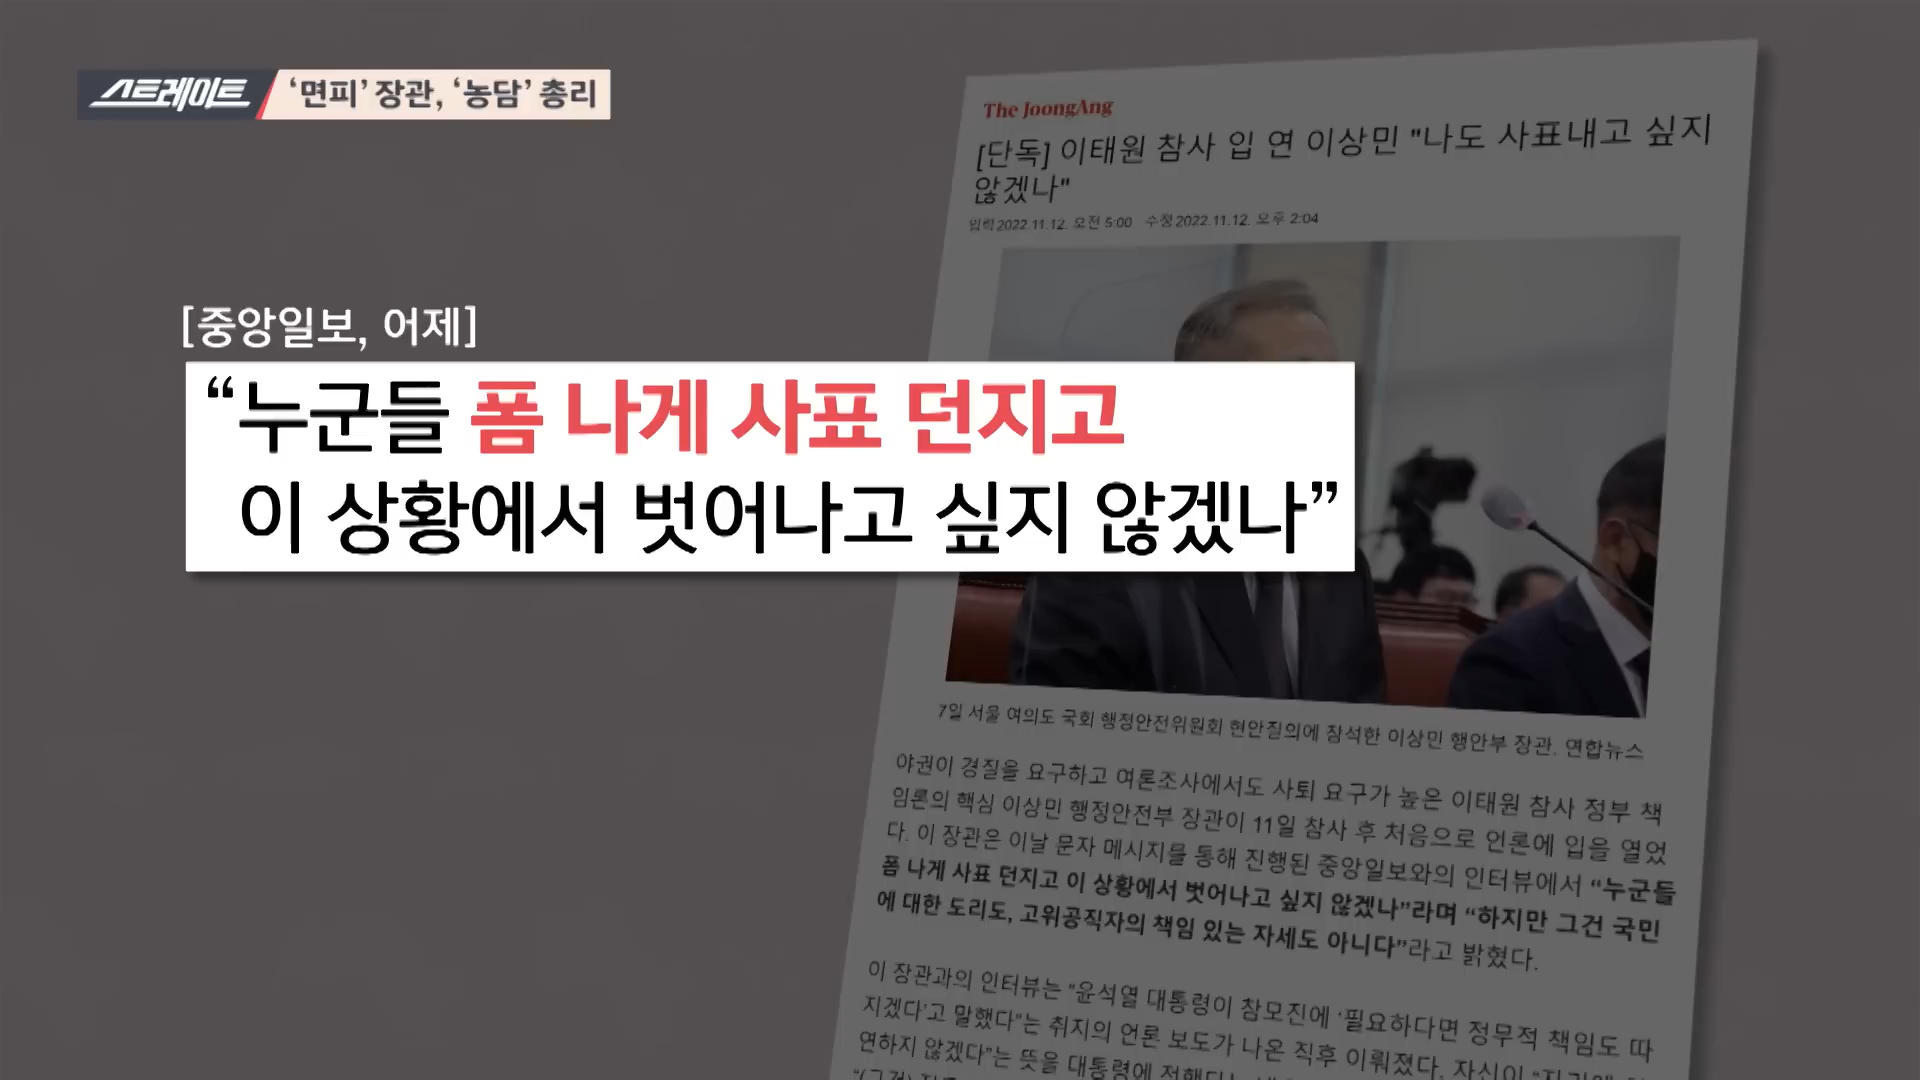 스트레이트 '면피' 장관, '농담' 총리
The JoongAng
[단독] 이태원 참사 입 연 이상민 "나도 사표내고 싶지
않겠나"
입력 2022.11.12. 오전 5:00 수정 2022.11.12. 오후 2:04
[중앙일보, 어제]
“누군들 폼 나게 사표 던지고
이 상황에서 벗어나고 싶지 않겠나”
7일 서울 여의도 국회 행정안전위원회 현안질의에 참석한 이상민 행안부 장관. 연합뉴스
야권이 경질을 요구하고 여론조사에서도 사퇴 요구가 높은 이태원 참사 정부 책
임론의 핵심 이상민 행정안전부 장관이 11일 참사 후 처음으로 언론에 입을 열었
다. 이 장관은 이날 문자 메시지를 통해 진행된 중앙일보와의 인터뷰에서 “누군들
폼 나게 사표 던지고 이 상황에서 벗어나고 싶지 않겠나”라며 “하지만 그건 국민
에 대한 도리도, 고위공직자의 책임 있는 자세도 아니다”라고 밝혔다.
이 장관과의 인터뷰는 “윤석열 대통령이 참모진에 ‘필요하다면 정무적 책임도 따
지겠다’고 말했다”는 취지의 언론 보도가 나온 직후 이뤄졌다. 자신이
연하지 않겠다”는 뜻을 대통령에